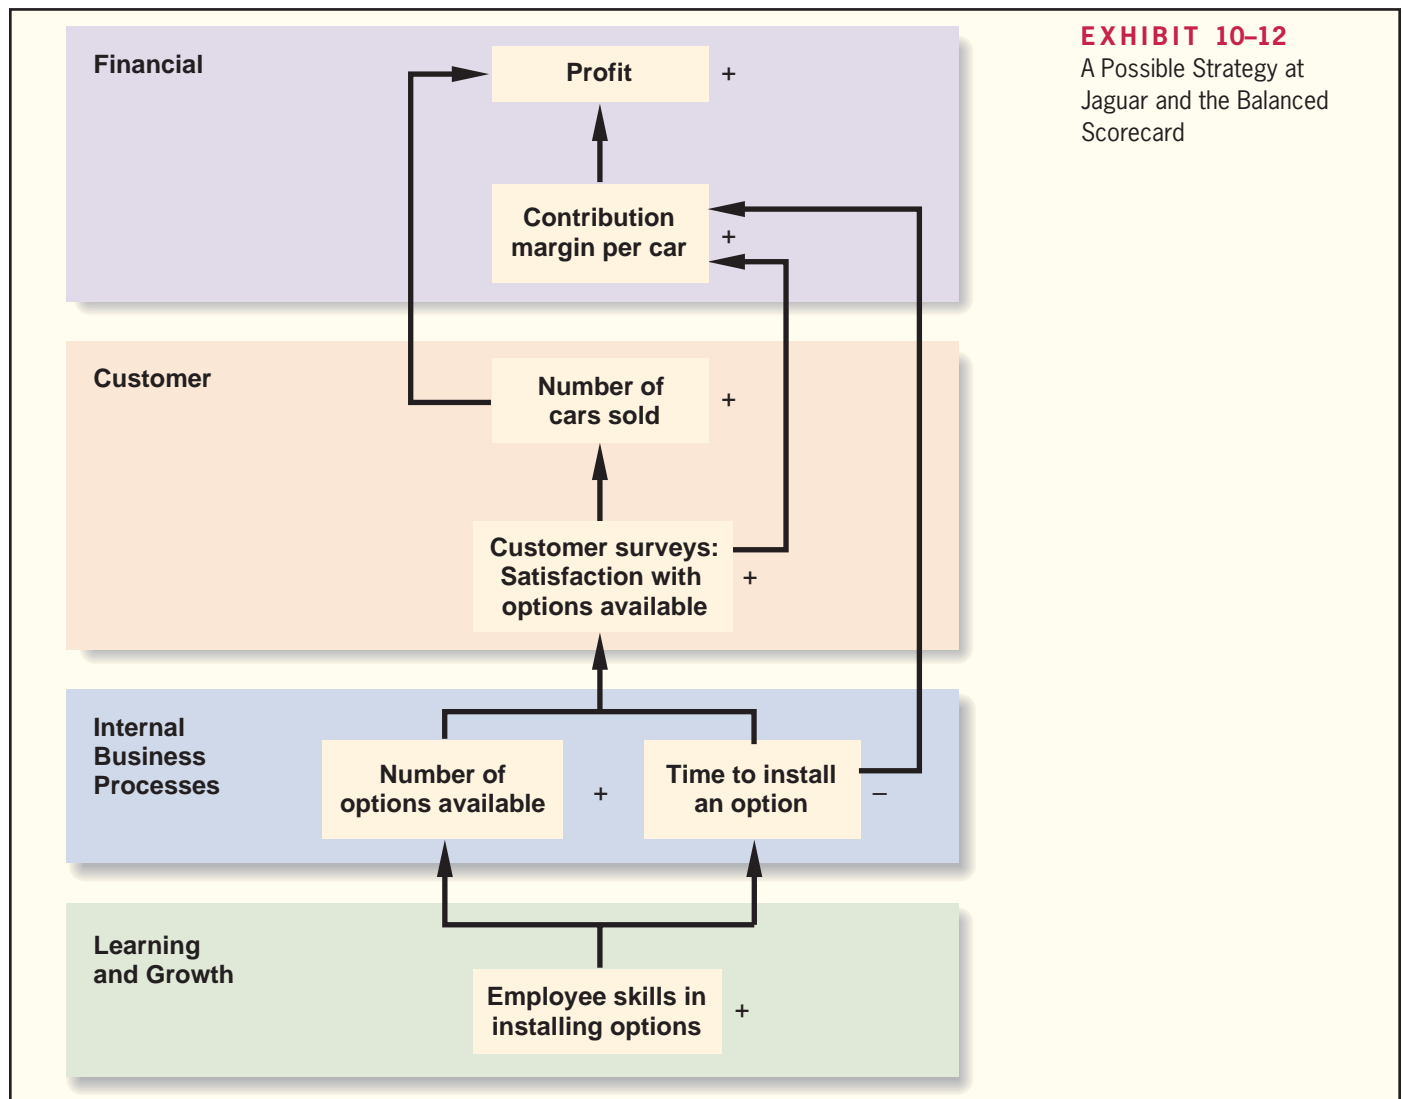 EXHIBIT 10–12
A Possible Strategy at
Jaguar and the Balanced
Scorecard
Financial
Profit
+
Contribution
margin per car
+
Customer
Number of
cars sold
+
Customer surveys:
Satisfaction with
options available
+
Internal
Business
Processes
Number of
options available
+
Time to install
an option
–
Learning
and Growth
Employee skills in
installing options
+